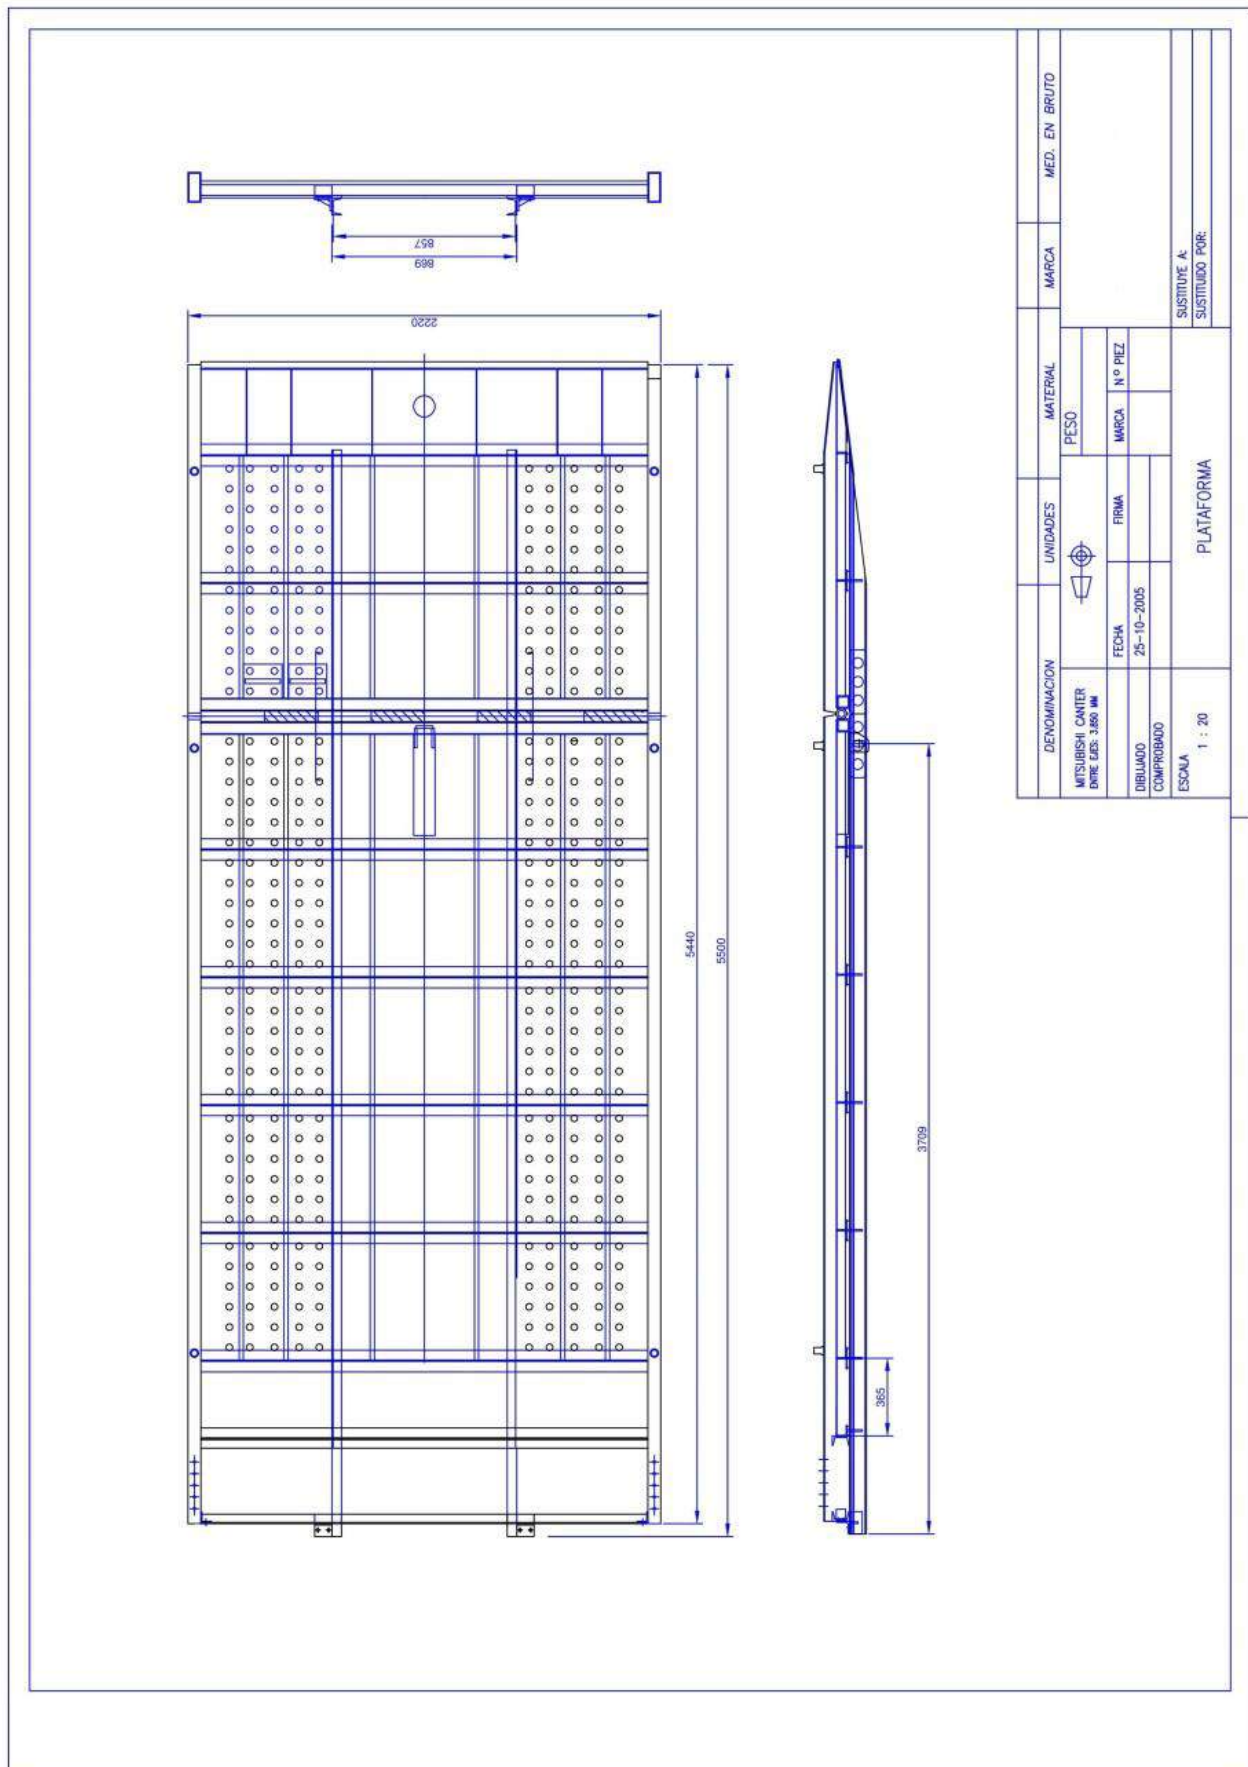 857
869
2220
5440
5500
3709
365
DENOMINACION UNIDADES MATERIAL MARCA MED. EN BRUTO
MITSUBISHI CANTER
ENTRE EJES: 3.850 MM
PESO
FECHA FIRMA MARCA Nº PIEZ
DIBUJADO 25-10-2005
COMPROBADO
ESCALA
1 : 20
PLATAFORMA
SUSTITUYE A:
SUSTITUIDO POR: